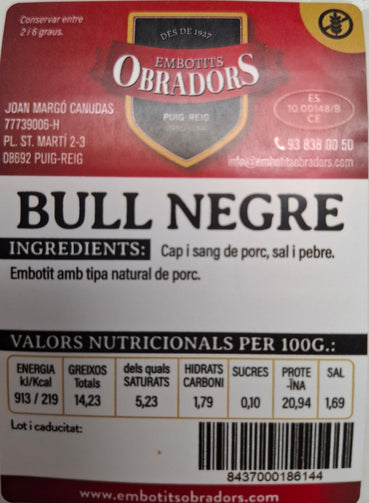 Conservar entre
2 i 6 graus.
DES DE 1927
EMBOTITS
OBRADORS
PUIG-REIG
JOAN MARGÓ CANUDAS
77739006-H
PL. ST. MARTÍ 2-3
08692 PUIG-REIG
ES
10.00148/B
CE
93 838 00 50
info@embotitsobradors.com
BULL NEGRE
INGREDIENTS: Cap i sang de porc, sal i pebre.
Embotit amb tipa natural de porc.
VALORS NUTRICIONALS PER 100G.:
ENERGIA kJ/Kcal GREIXOS Totals dels quals SATURATS HIDRATS CARBONI SUCRES PROTE-ÏNA SAL
913 / 219 14,23 5,23 1,79 0,10 20,94 1,69
Lot i caducitat:
8437000186144
www.embotitsobradors.com